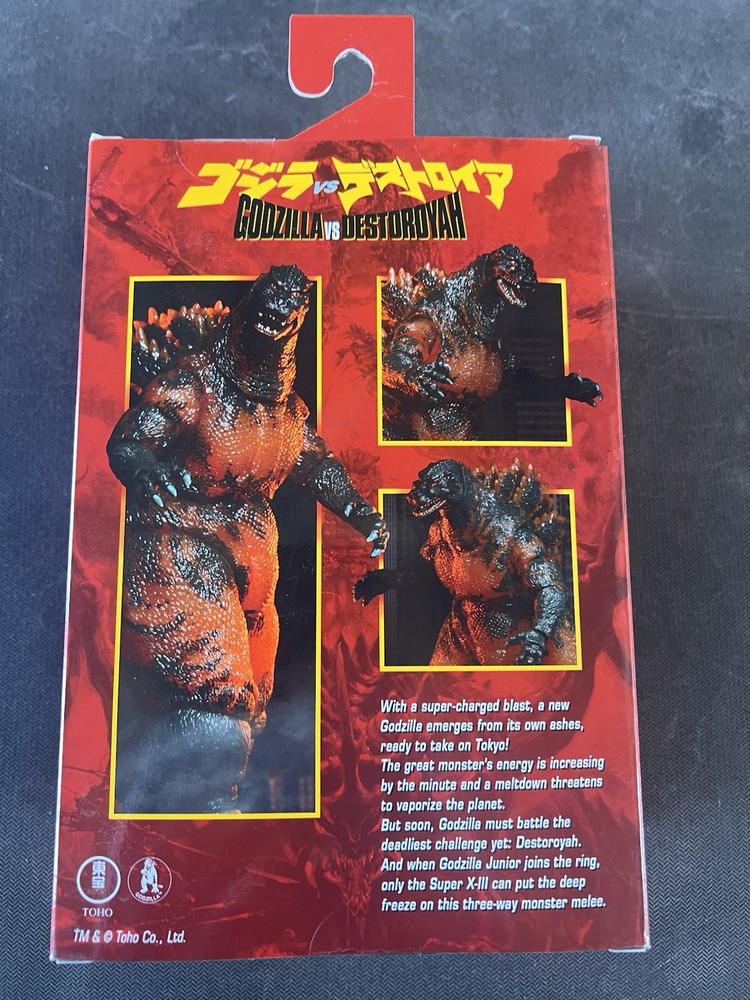 ゴジラVSデストロイア
GODZILLA VS DESTOROYAH
With a super-charged blast, a new
Godzilla emerges from its own ashes,
ready to take on Tokyo!
The great monster's energy is increasing
by the minute and a meltdown threatens
to vaporize the planet.
But soon, Godzilla must battle the
deadliest challenge yet: Destoroyah.
And when Godzilla Junior joins the ring,
only the Super X-III can put the deep
freeze on this three-way monster melee.
東宝
TOHO
GODZILLA
TM & © Toho Co., Ltd.